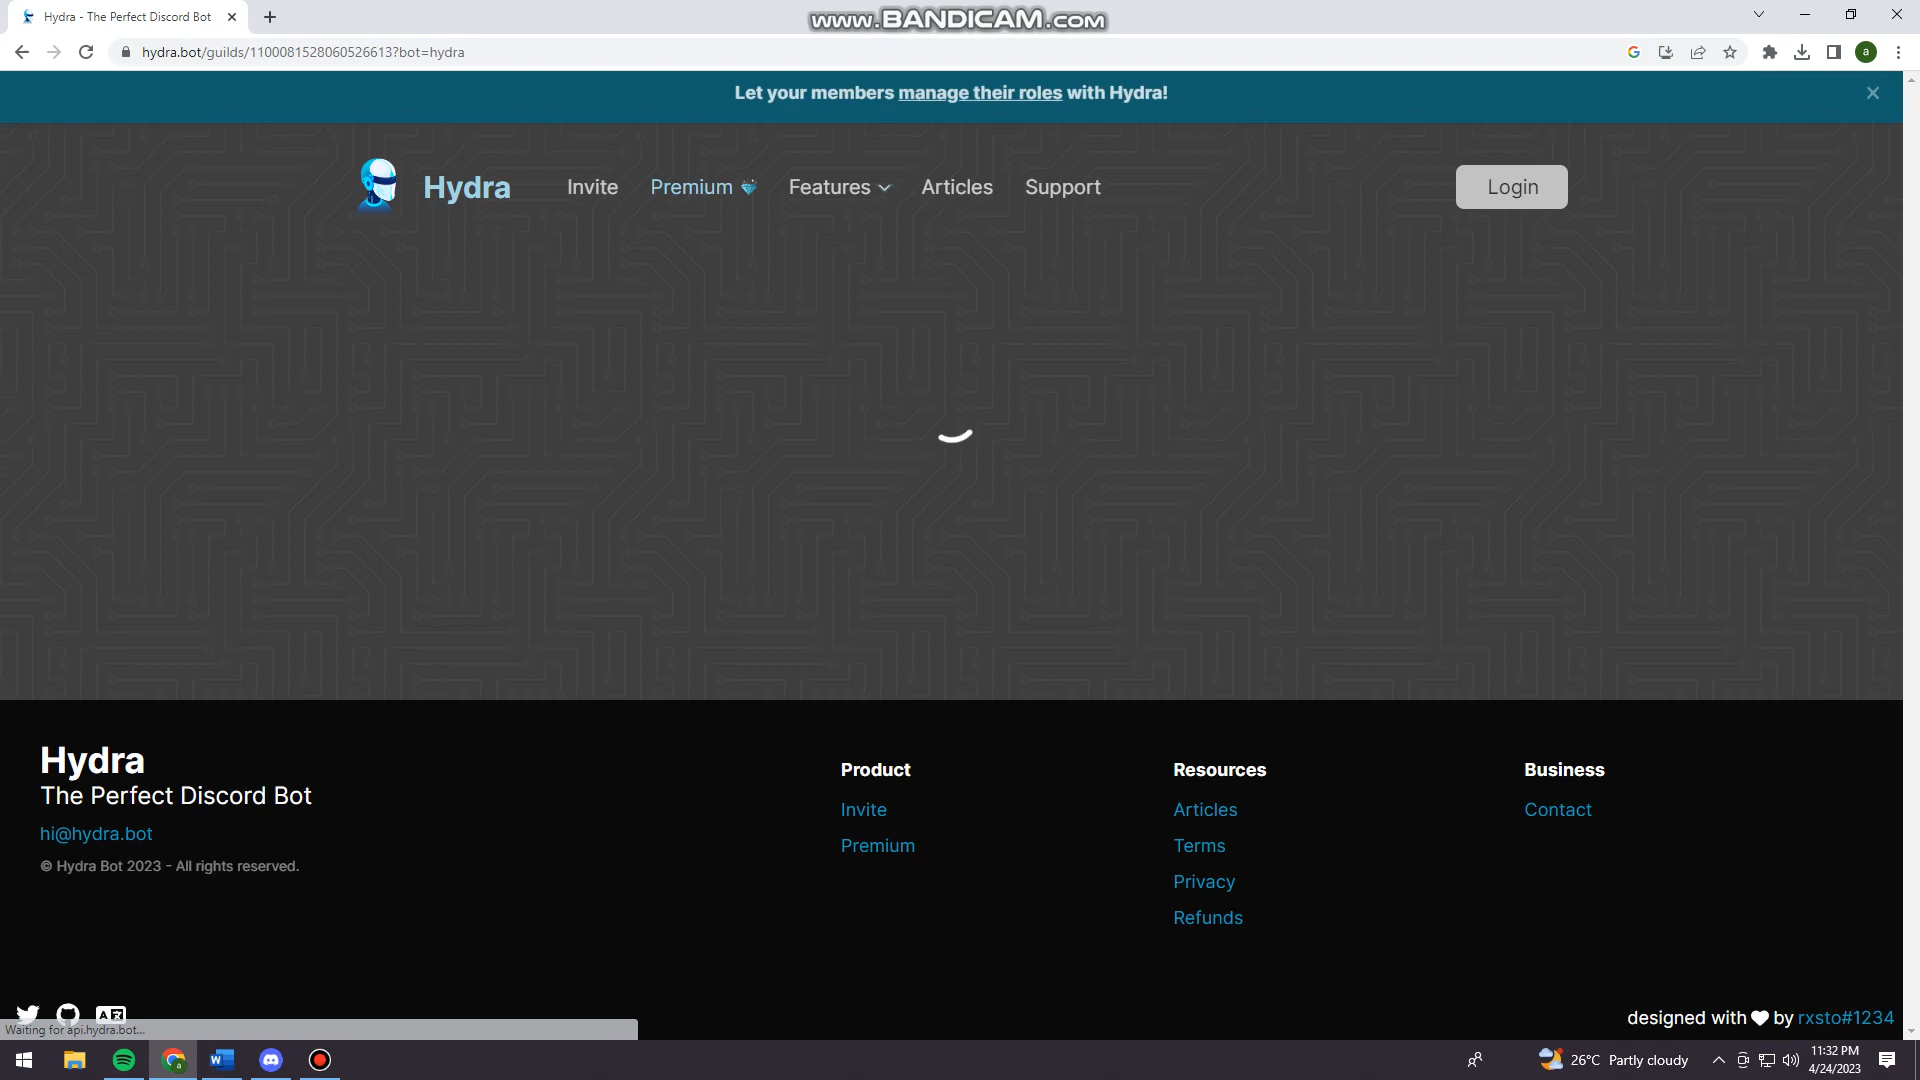 Hydra - The Perfect Discord Bot
www.BANDICAM.com
hydra.bot/guilds/1100081528060526613?bot=hydra
a
Let your members manage their roles with Hydra!
Hydra
Invite
Premium
Features
Articles
Support
Login
Hydra
The Perfect Discord Bot
hi@hydra.bot
© Hydra Bot 2023 - All rights reserved.
Product
Invite
Premium
Resources
Articles
Terms
Privacy
Refunds
Business
Contact
designed with by rxsto#1234
Waiting for api.hydra.bot...
26°C Partly cloudy
11:32 PM
4/24/2023